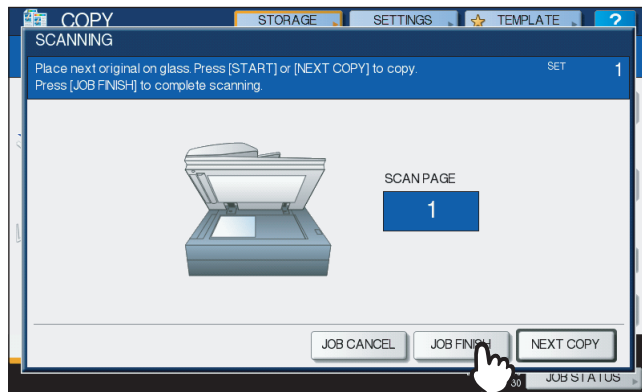 COPY STORAGE SETTINGS TEMPLATE ?
SCANNING
Place next original on glass. Press [START] or [NEXT COPY] to copy. SET 1
Press [JOB FINISH] to complete scanning.
SCAN PAGE
1
JOB CANCEL JOB FINISH NEXT COPY
30 JOB STATUS